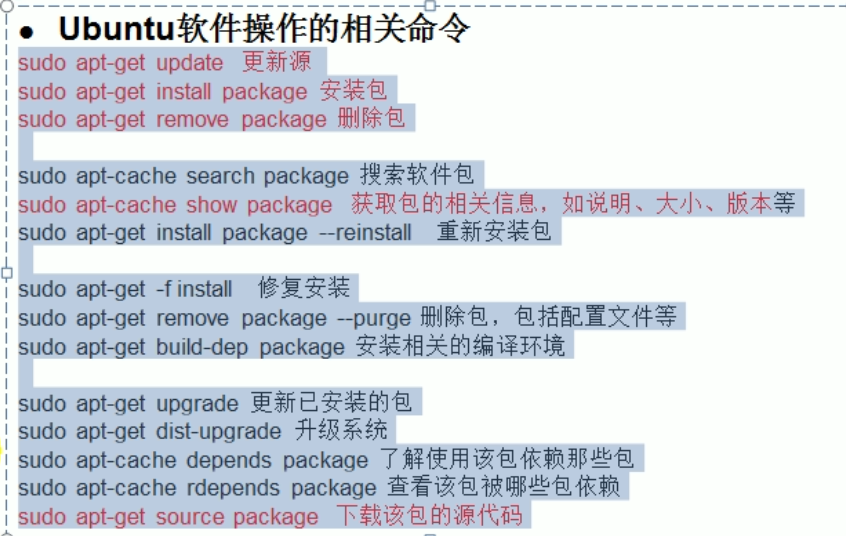 ● Ubuntu软件操作的相关命令
sudo apt-get update 更新源
sudo apt-get install package 安装包
sudo apt-get remove package 删除包
sudo apt-cache search package 搜索软件包
sudo apt-cache show package 获取包的相关信息，如说明、大小、版本等
sudo apt-get install package --reinstall 重新安装包
sudo apt-get -f install 修复安装
sudo apt-get remove package --purge 删除包，包括配置文件等
sudo apt-get build-dep package 安装相关的编译环境
sudo apt-get upgrade 更新已安装的包
sudo apt-get dist-upgrade 升级系统
sudo apt-cache depends package 了解使用该包依赖那些包
sudo apt-cache rdepends package 查看该包被哪些包依赖
sudo apt-get source package 下载该包的源代码